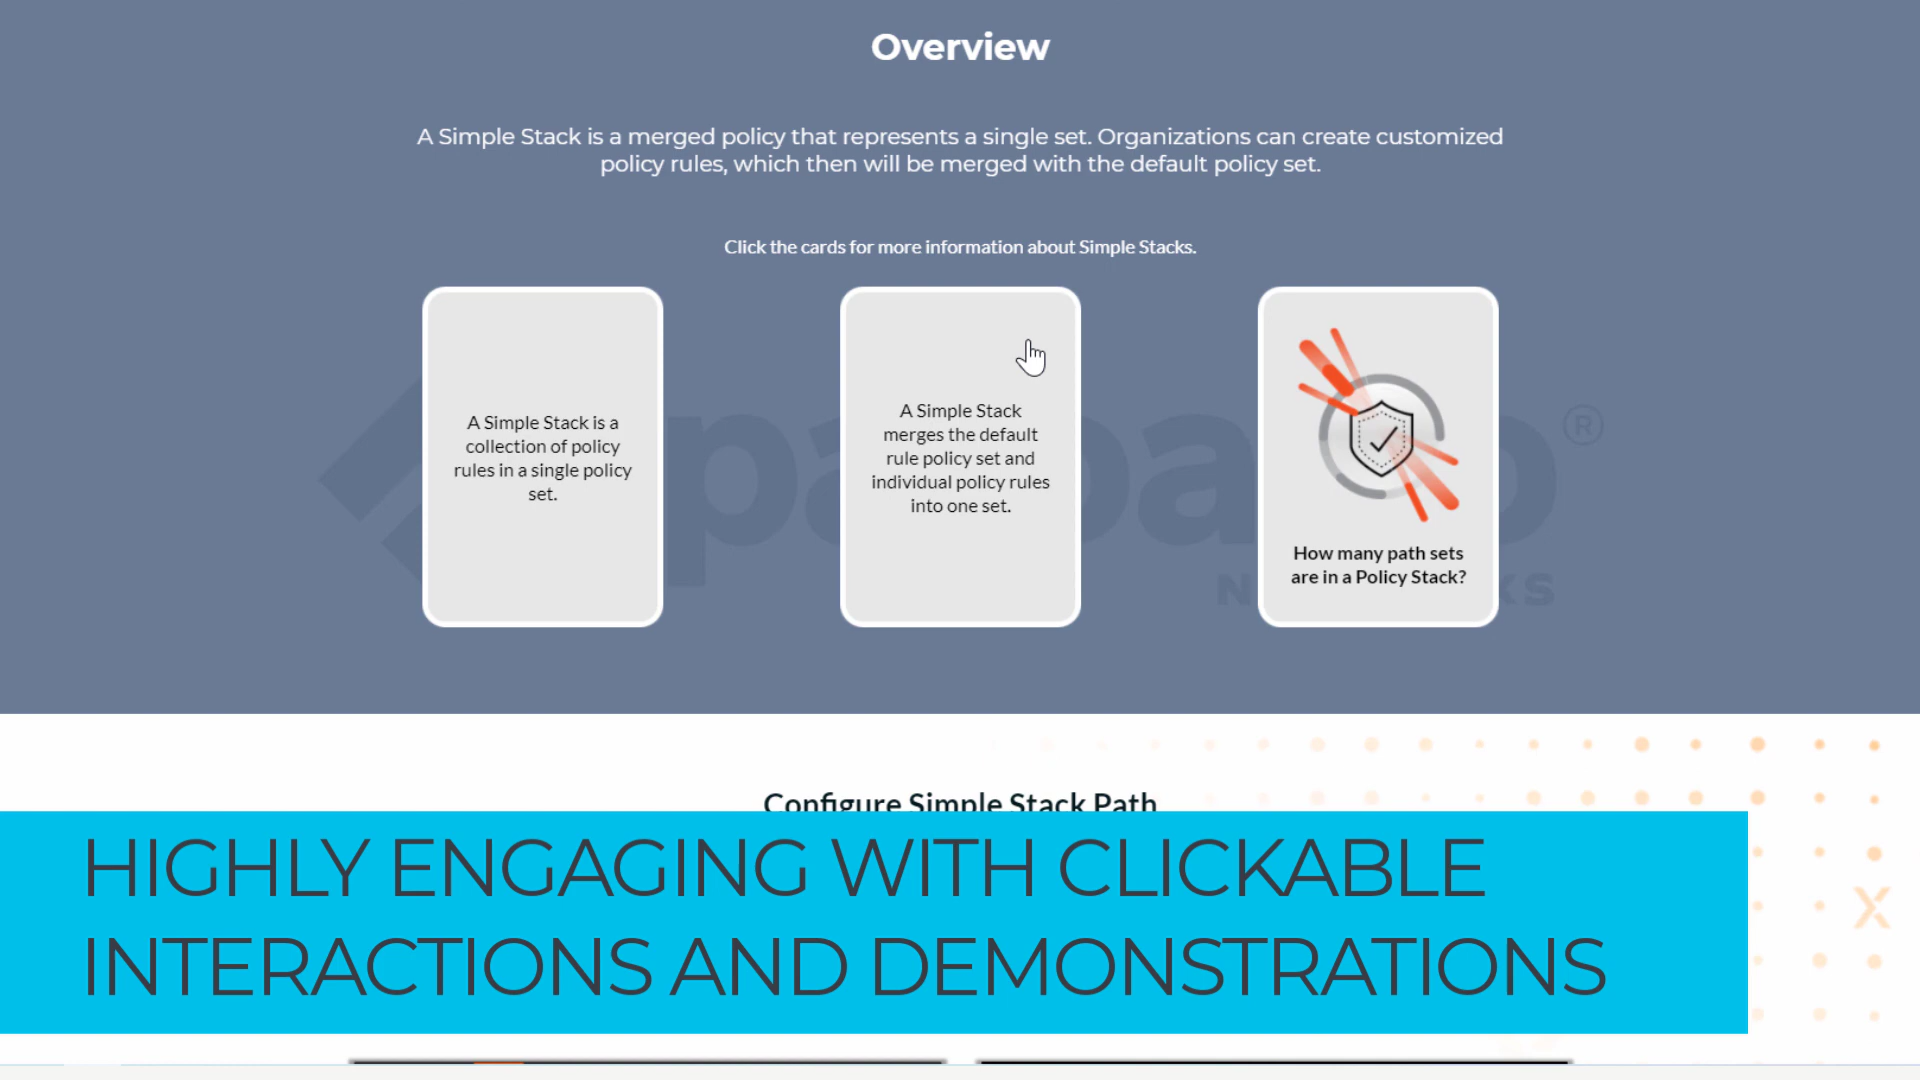 Overview
A Simple Stack is a merged policy that represents a single set. Organizations can create customized
policy rules, which then will be merged with the default policy set.
Click the cards for more information about Simple Stacks.
A Simple Stack is a
collection of policy
rules in a single policy
set.
A Simple Stack
merges the default
rule policy set and
individual policy rules
into one set.
How many path sets
are in a Policy Stack?
®
Configure Simple Stack Path
HIGHLY ENGAGING WITH CLICKABLE
INTERACTIONS AND DEMONSTRATIONS